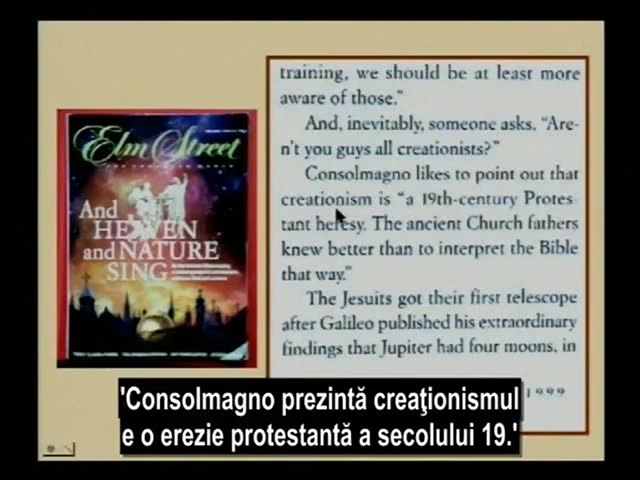 Elm Street
And
HEAVEN
and NATURE
SING
training, we should be at least more
aware of those."
And, inevitably, someone asks, "Are-
n't you guys all creationists?"
Consolmagno likes to point out that
creationism is "a 19th-century Protes-
tant heresy. The ancient Church fathers
knew better than to interpret the Bible
that way."
The Jesuits got their first telescope
after Galileo published his extraordinary
findings that Jupiter had four moons, in
1999
'Consolmagno prezintă creaţionismul
e o erezie protestantă a secolului 19.'